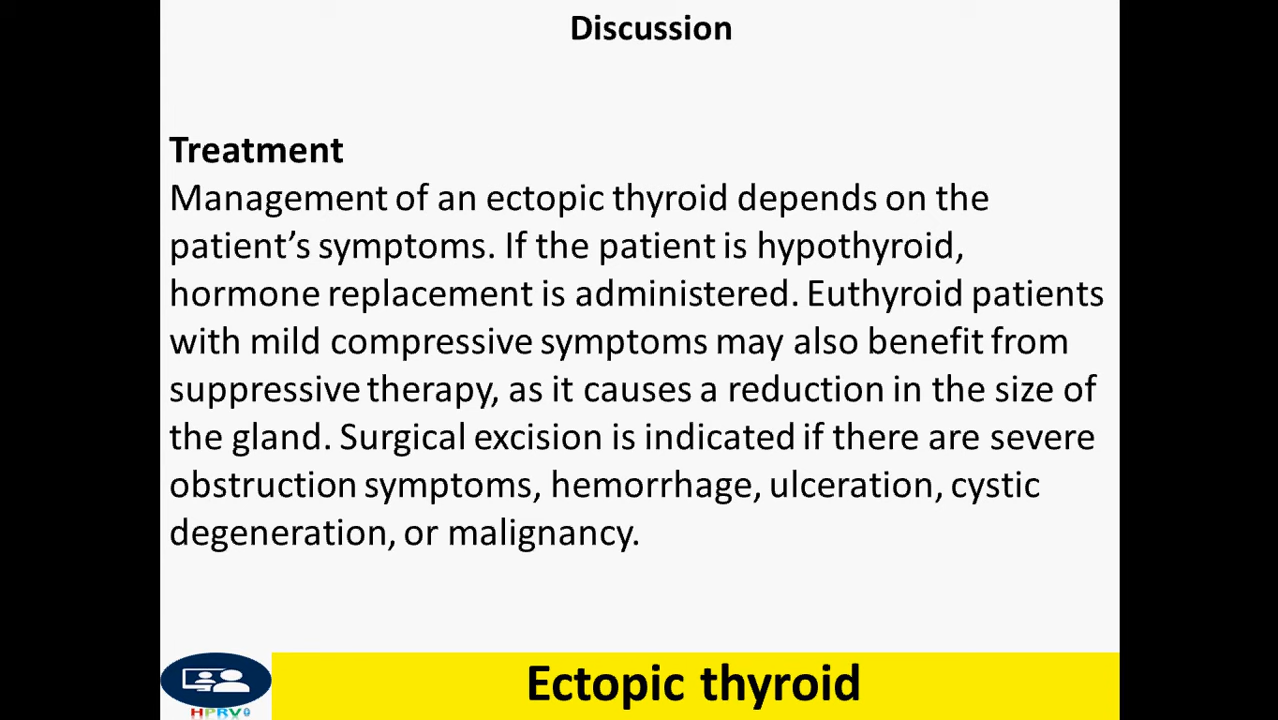 Discussion
Treatment
Management of an ectopic thyroid depends on the
patient’s symptoms. If the patient is hypothyroid,
hormone replacement is administered. Euthyroid patients
with mild compressive symptoms may also benefit from
suppressive therapy, as it causes a reduction in the size of
the gland. Surgical excision is indicated if there are severe
obstruction symptoms, hemorrhage, ulceration, cystic
degeneration, or malignancy.
HPRV
Ectopic thyroid